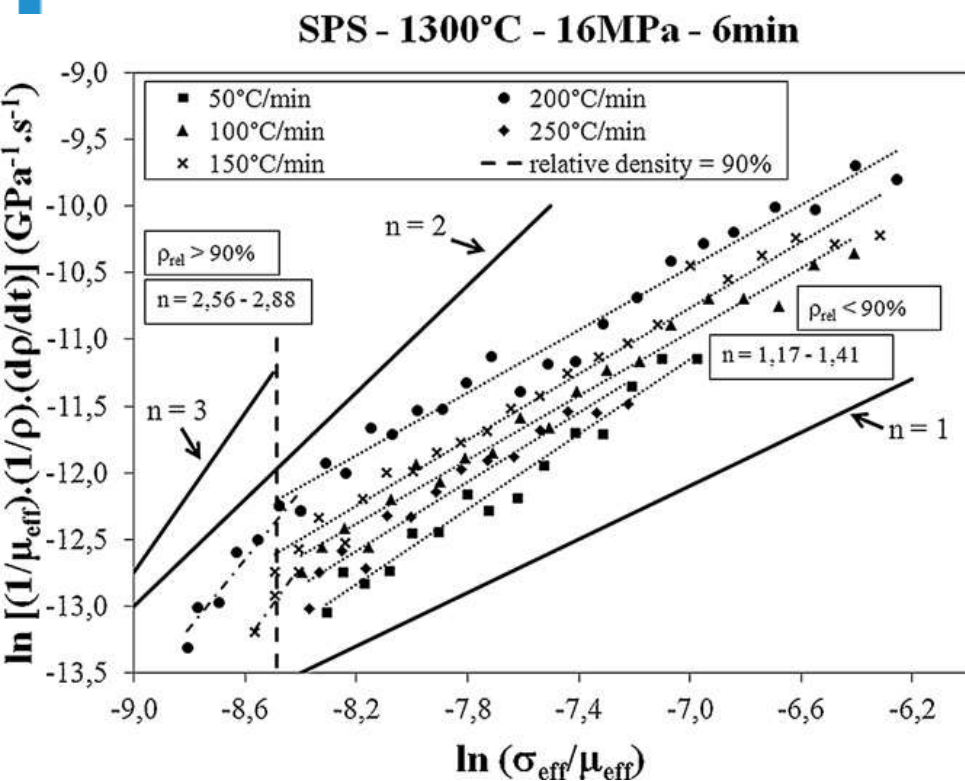 SPS - 1300°C - 16MPa - 6min
ln [(1/μeff).(1/ρ).(dρ/dt)] (GPa-1.s-1)
-9,0
-9,5
-10,0
-10,5
-11,0
-11,5
-12,0
-12,5
-13,0
-13,5
50°C/min
200°C/min
100°C/min
250°C/min
150°C/min
relative density = 90%
n = 2
ρrel > 90%
n = 2,56 - 2,88
ρrel < 90%
n = 1,17 - 1,41
n = 3
n = 1
-9,0 -8,6 -8,2 -7,8 -7,4 -7,0 -6,6 -6,2
ln (σeff/μeff)